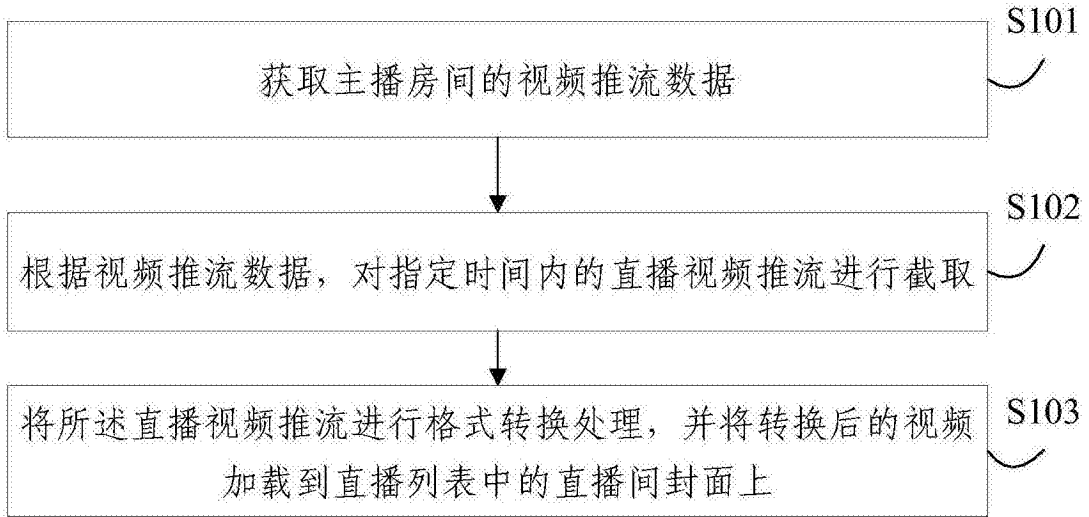 S101
获取主播房间的视频推流数据
S102
根据视频推流数据，对指定时间内的直播视频推流进行截取
S103
将所述直播视频推流进行格式转换处理，并将转换后的视频
加载到直播列表中的直播间封面上